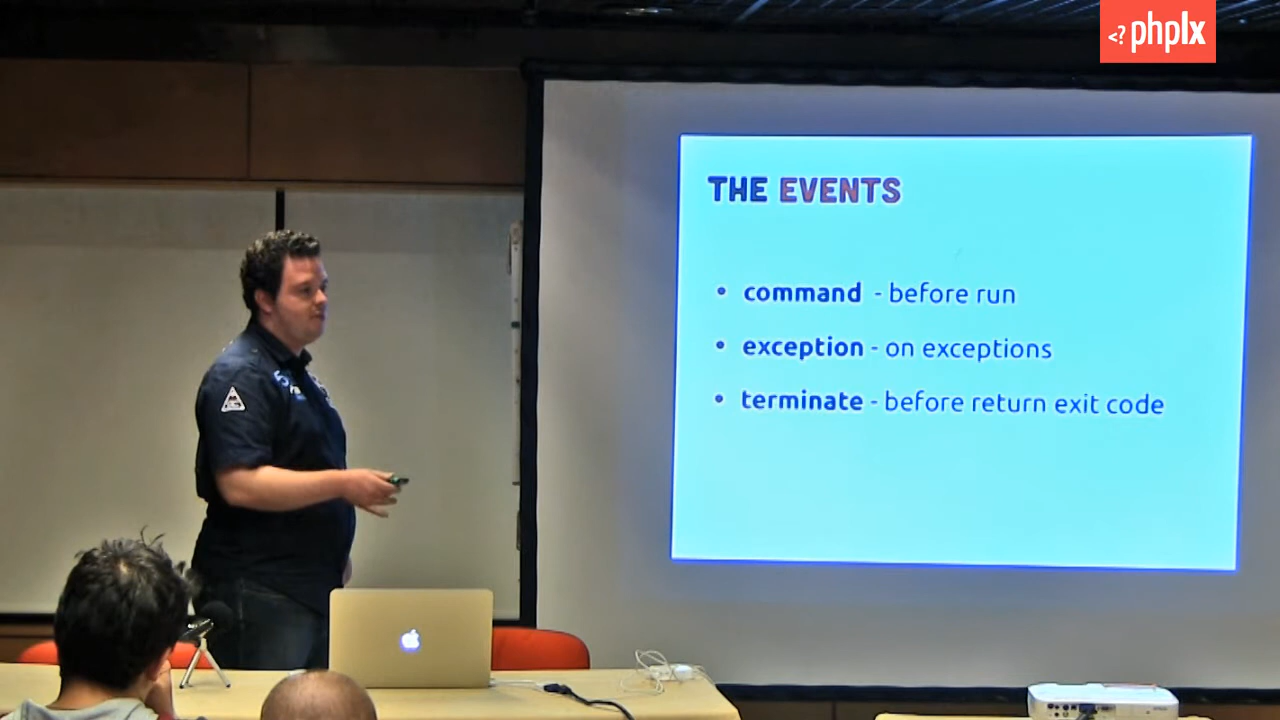 <? phplx
THE EVENTS
• command - before run
• exception - on exceptions
• terminate - before return exit code